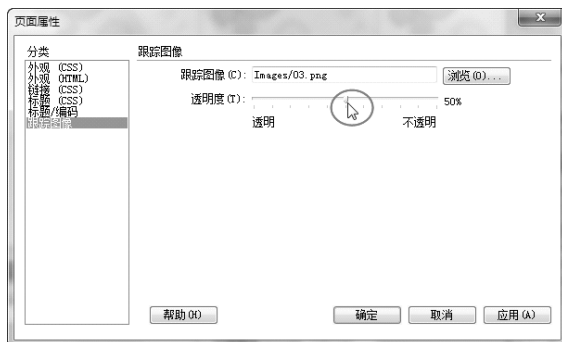 页面属性
分类
外观 (CSS)
外观 (HTML)
链接 (CSS)
标题 (CSS)
标题/编码
跟踪图像
跟踪图像
跟踪图像(C): Images/03.png 浏览(O)...
透明度(T): 50%
透明 不透明
帮助(H) 确定 取消 应用(A)